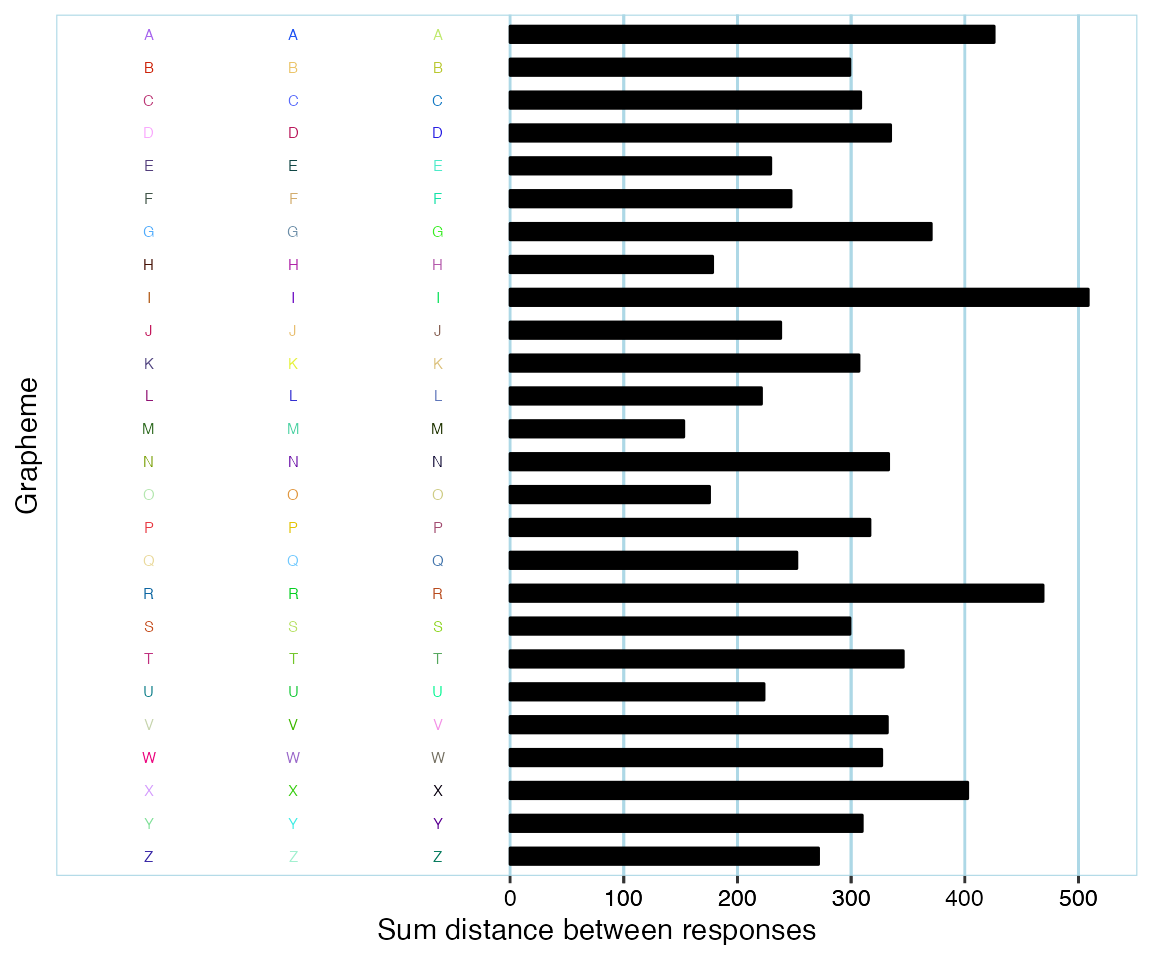 A A A
B B B
C C C
D D D
E E E
F F F
G G G
H H H
I I I
J J J
K K K
L L L
M M M
N N N
O O O
P P P
Q Q Q
R R R
S S S
T T T
U U U
V V V
W W W
X X X
Y Y Y
Z Z Z
Grapheme
0 100 200 300 400 500
Sum distance between responses